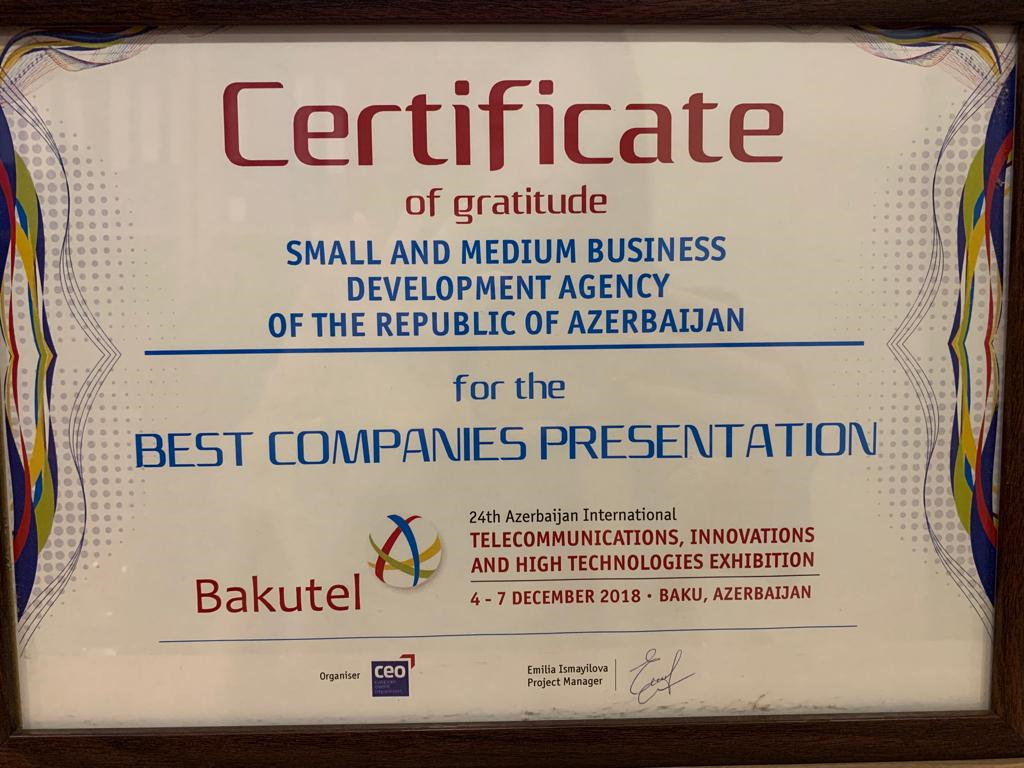 Certificate
of gratitude
SMALL AND MEDIUM BUSINESS
DEVELOPMENT AGENCY
OF THE REPUBLIC OF AZERBAIJAN
for the
BEST COMPANIES PRESENTATION
Bakutel
24th Azerbaijan International
TELECOMMUNICATIONS, INNOVATIONS
AND HIGH TECHNOLOGIES EXHIBITION
4 - 7 DECEMBER 2018 • BAKU, AZERBAIJAN
Organiser
ceo
Emilia Ismayilova
Project Manager